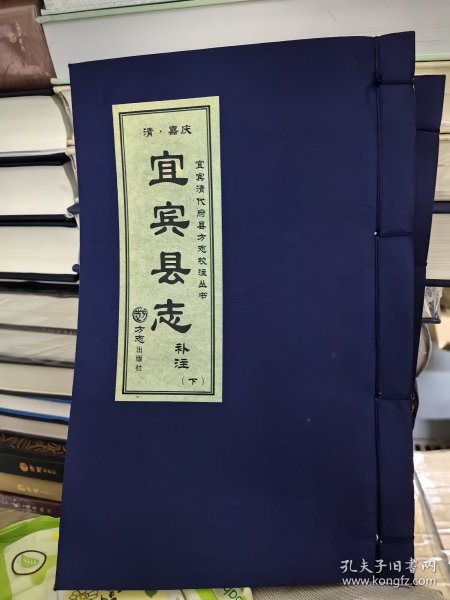 清·嘉庆
宜宾清代府县方志校注丛书
宜宾县志
补注
（下）
方志出版社
孔夫子旧书网
www.kongfz.com